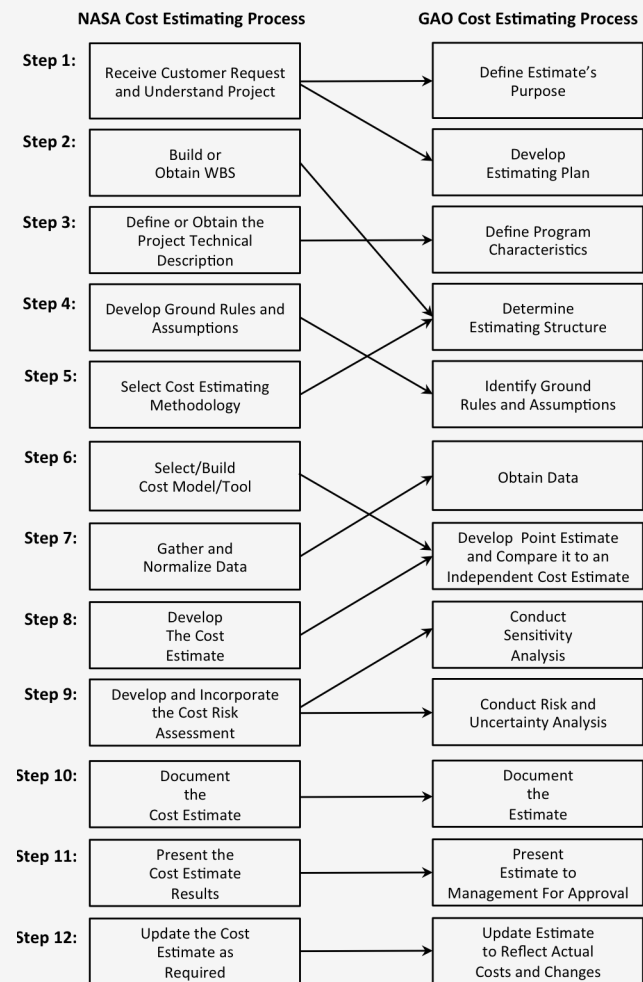 NASA Cost Estimating Process
GAO Cost Estimating Process
Step 1:
Receive Customer Request
and Understand Project
Define Estimate's
Purpose
Step 2:
Build or
Obtain WBS
Develop
Estimating Plan
Step 3:
Define or Obtain the
Project Technical
Description
Define Program
Characteristics
Step 4:
Develop Ground Rules and
Assumptions
Determine
Estimating Structure
Step 5:
Select Cost Estimating
Methodology
Identify Ground
Rules and Assumptions
Step 6:
Select/Build
Cost Model/Tool
Obtain Data
Step 7:
Gather and
Normalize Data
Develop Point Estimate
and Compare it to an
Independent Cost Estimate
Step 8:
Develop
The Cost
Estimate
Conduct
Sensitivity
Analysis
Step 9:
Develop and Incorporate
the Cost Risk
Assessment
Conduct Risk and
Uncertainty Analysis
Step 10:
Document
the
Cost Estimate
Document
the
Estimate
Step 11:
Present the
Cost Estimate
Results
Present
Estimate to
Management For Approval
Step 12:
Update the Cost
Estimate as
Required
Update Estimate
to Reflect Actual
Costs and Changes